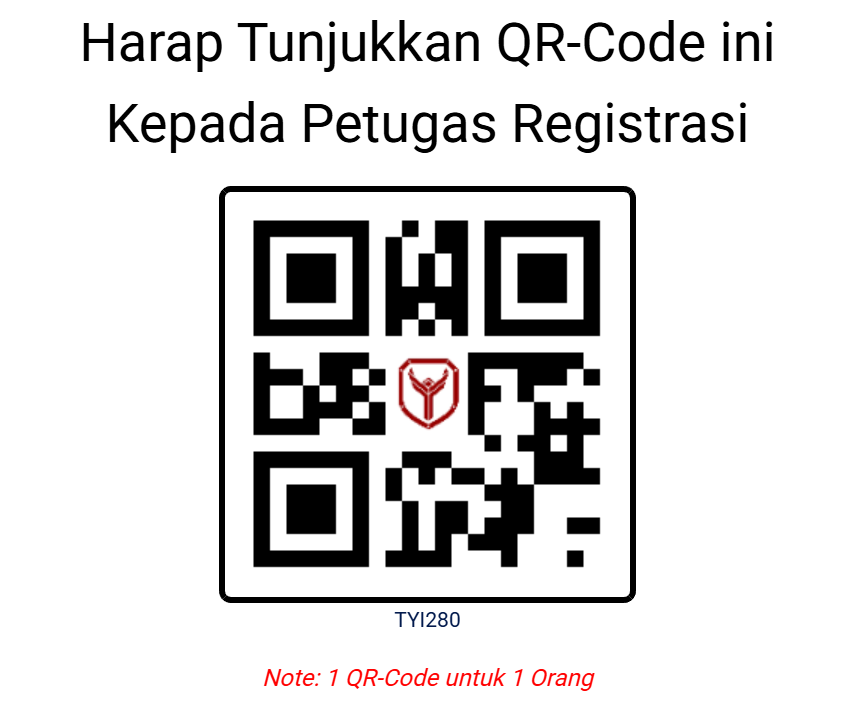 Harap Tunjukkan QR-Code ini
Kepada Petugas Registrasi
TYI280
Note: 1 QR-Code untuk 1 Orang